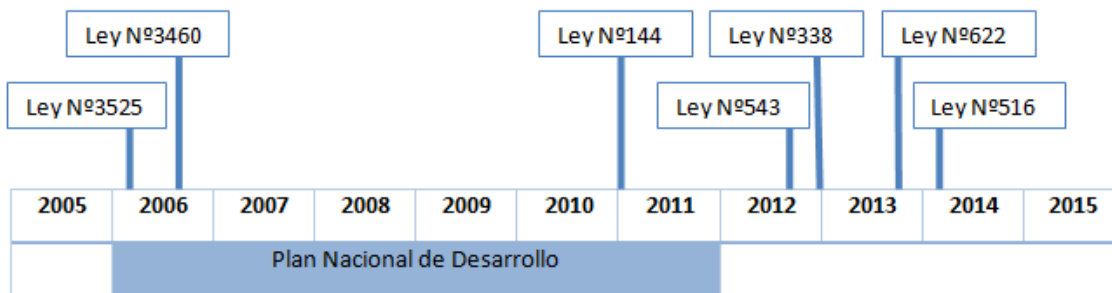 Ley Nº3460
Ley Nº144
Ley Nº338
Ley Nº622
Ley Nº3525
Ley Nº543
Ley Nº516
2005 2006 2007 2008 2009 2010 2011 2012 2013 2014 2015
Plan Nacional de Desarrollo